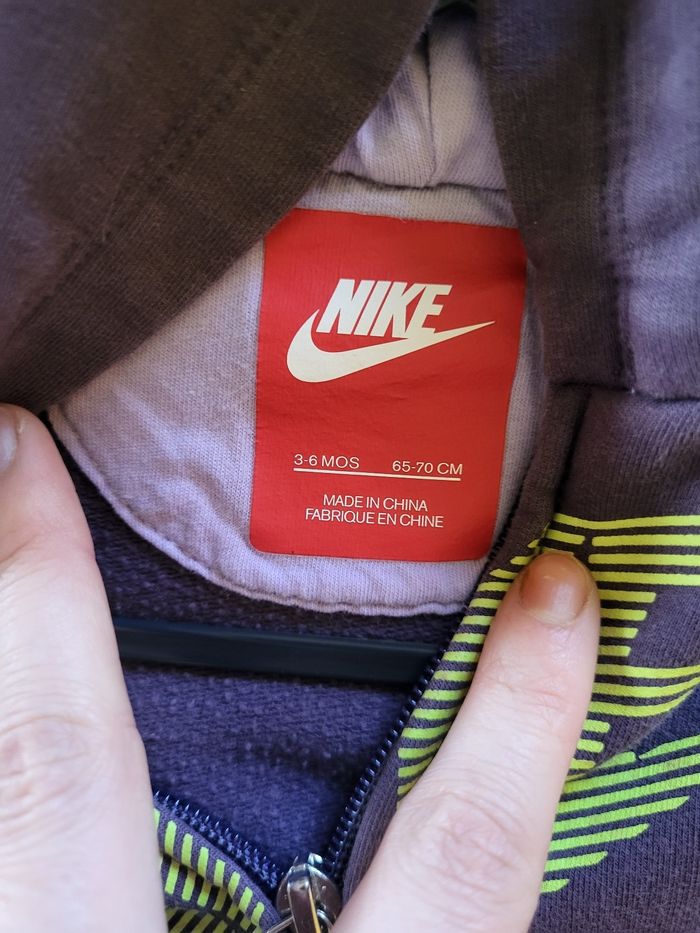 NIKE
3-6 MOS 65-70 CM
MADE IN CHINA
FABRIQUE EN CHINE